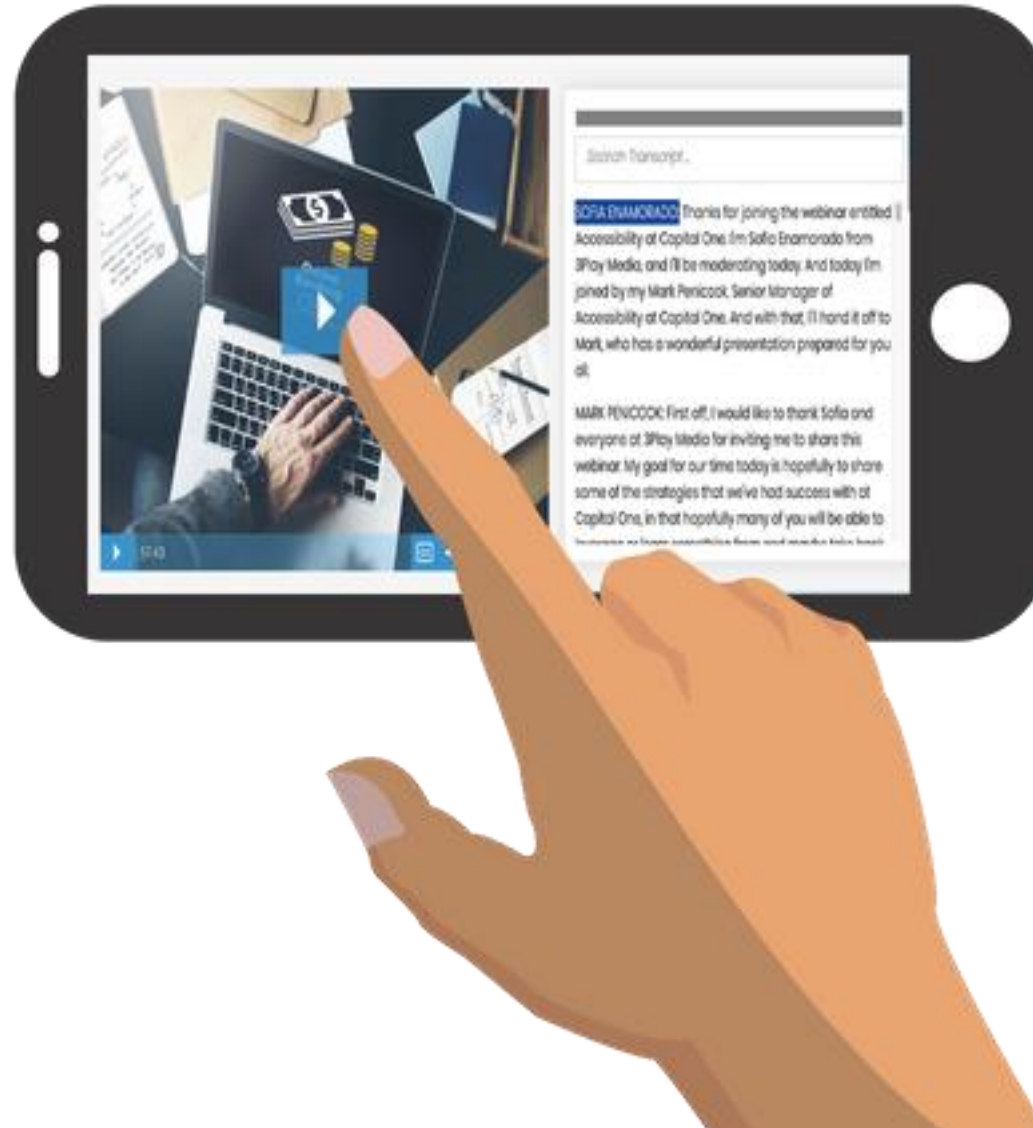 Search Transcript...
SOFIA ENAMORADO: Thanks for joining the webinar entitled
Accessibility at Capital One. I'm Sofia Enamorado from
3Play Media, and I'll be moderating today. And today I'm
joined by my Mark Penicook, Senior Manager of
Accessibility at Capital One. And with that, I'll hand it off to
Mark, who has a wonderful presentation prepared for you
all.
MARK PENICOOK: First off, I would like to thank Sofia and
everyone at 3Play Media for inviting me to share this
webinar. My goal for our time today is hopefully to share
some of the strategies that we've had success with at
Capital One, in that hopefully many of you will be able to